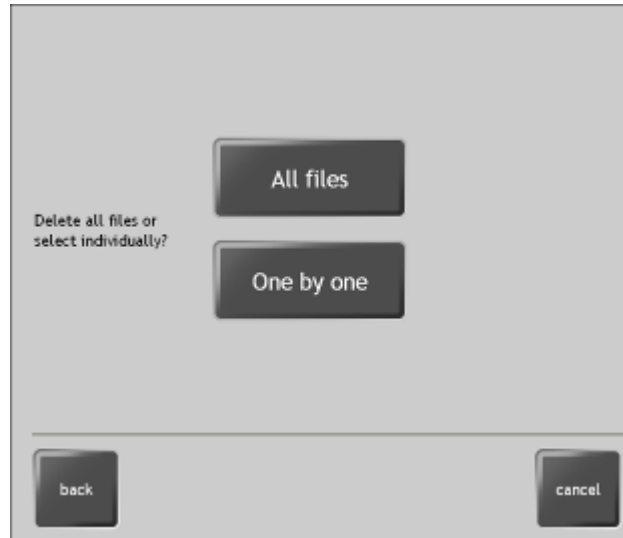 All files
Delete all files or
select individually?
One by one
back
cancel